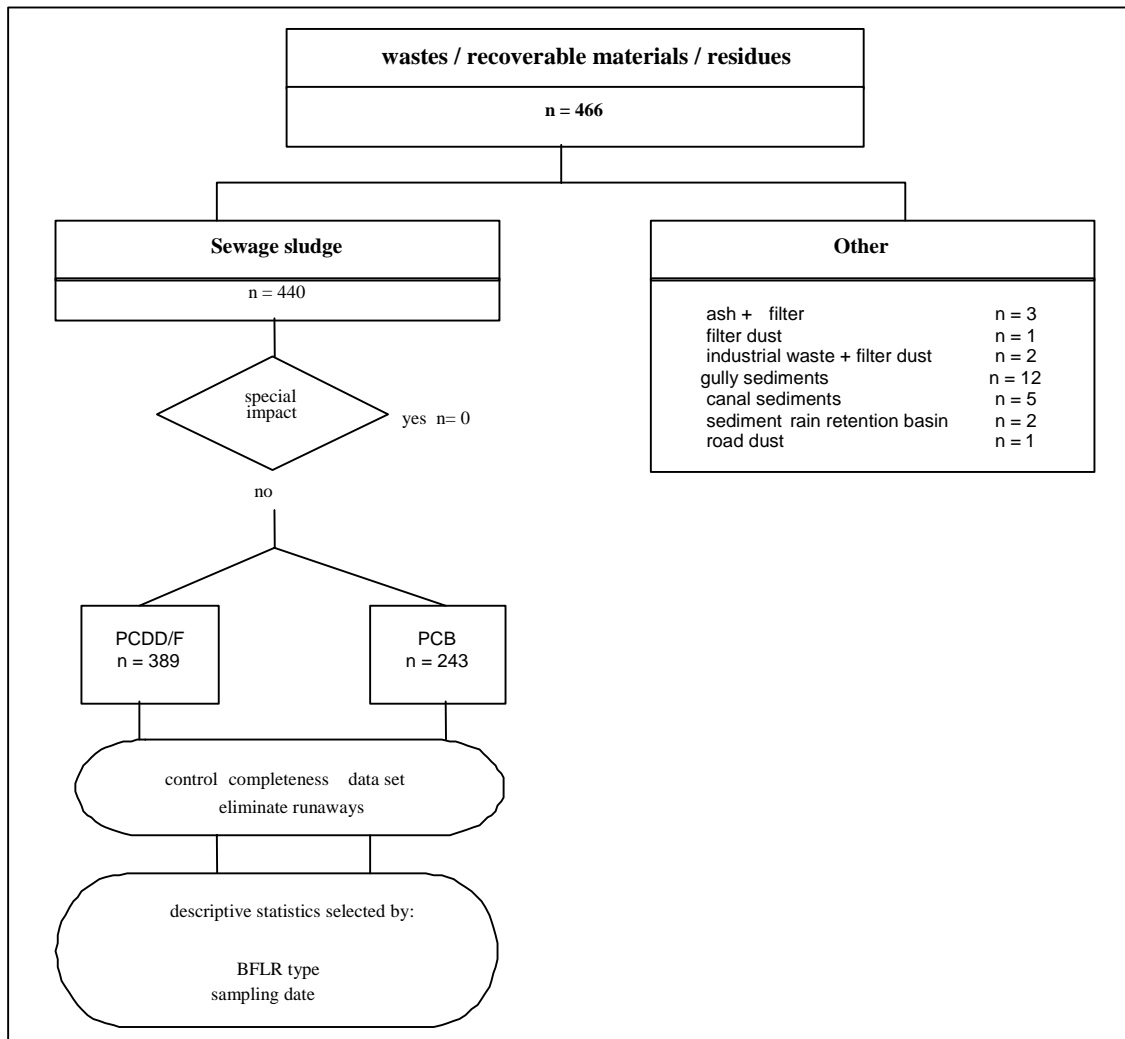 wastes / recoverable materials / residues
n = 466
Sewage sludge
n = 440
special
impact
yes n= 0
no
PCDD/F
n = 389
PCB
n = 243
control completeness data set
eliminate runaways
descriptive statistics selected by:
BFLR type
sampling date
Other
ash + filter n = 3
filter dust n = 1
industrial waste + filter dust n = 2
gully sediments n = 12
canal sediments n = 5
sediment rain retention basin n = 2
road dust n = 1